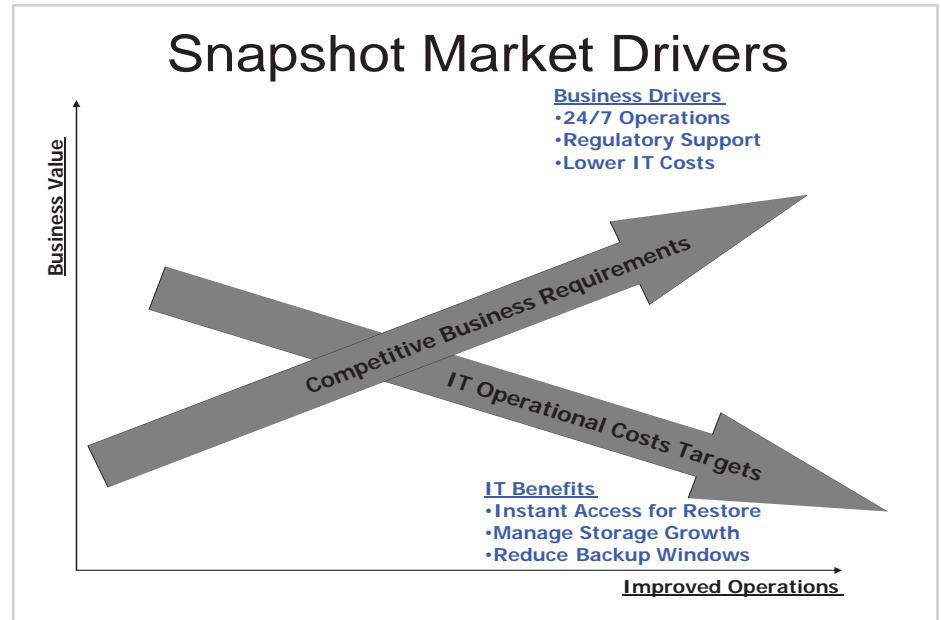 Snapshot Market Drivers
Business Drivers
•24/7 Operations
•Regulatory Support
•Lower IT Costs
Business Value
Competitive Business Requirements
IT Operational Costs Targets
IT Benefits
•Instant Access for Restore
•Manage Storage Growth
•Reduce Backup Windows
Improved Operations